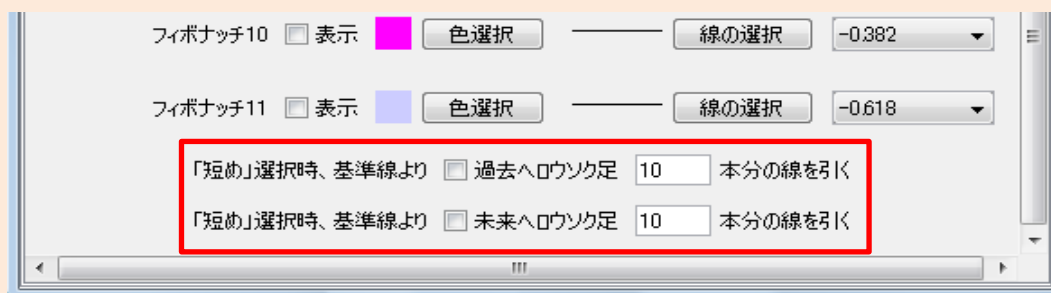 フィボナッチ10 表示 色選択 線の選択 -0.382
フィボナッチ11 表示 色選択 線の選択 -0.618
「短め」選択時、基準線より 過去へロウソク足 10 本分の線を引く
「短め」選択時、基準線より 未来へロウソク足 10 本分の線を引く